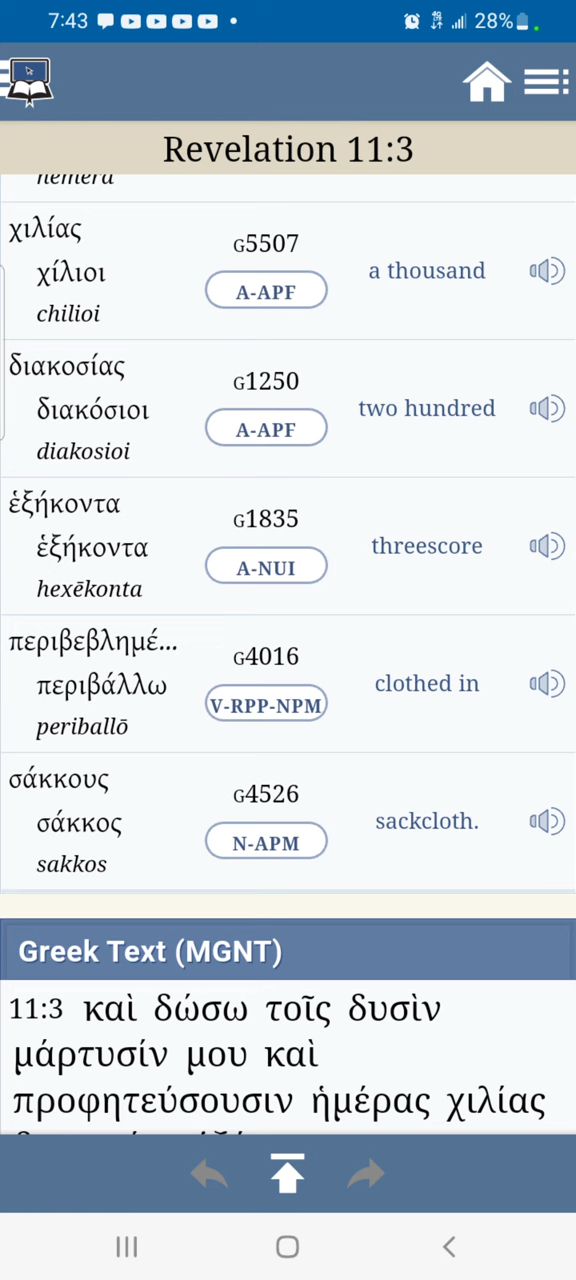 7:43
28%
Revelation 11:3
hēmera
χιλίας
G5507
χίλιοι
A-APF
a thousand
chilioi
διακοσίας
G1250
διακόσιοι
A-APF
two hundred
diakosioi
ἑξήκοντα
G1835
ἑξήκοντα
A-NUI
threescore
hexēkonta
περιβεβλημέ...
G4016
περιβάλλω
V-RPP-NPM
clothed in
periballō
σάκκους
G4526
σάκκος
N-APM
sackcloth.
sakkos
Greek Text (MGNT)
11:3 καὶ δώσω τοῖς δυσὶν
μάρτυσίν μου καὶ
προφητεύσουσιν ἡμέρας χιλίας